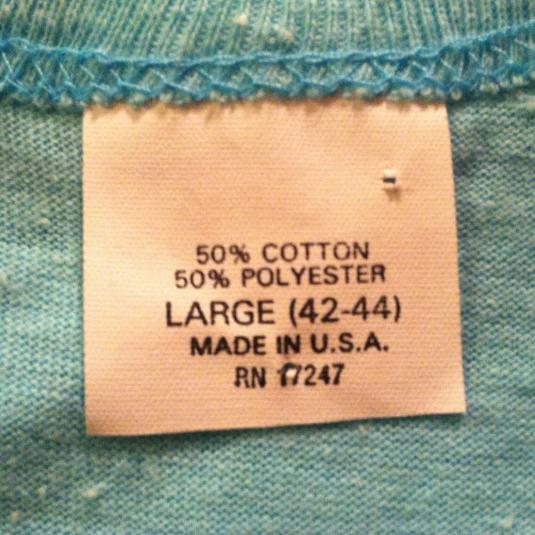 50% COTTON
50% POLYESTER
LARGE (42-44)
MADE IN U.S.A.
RN 17247